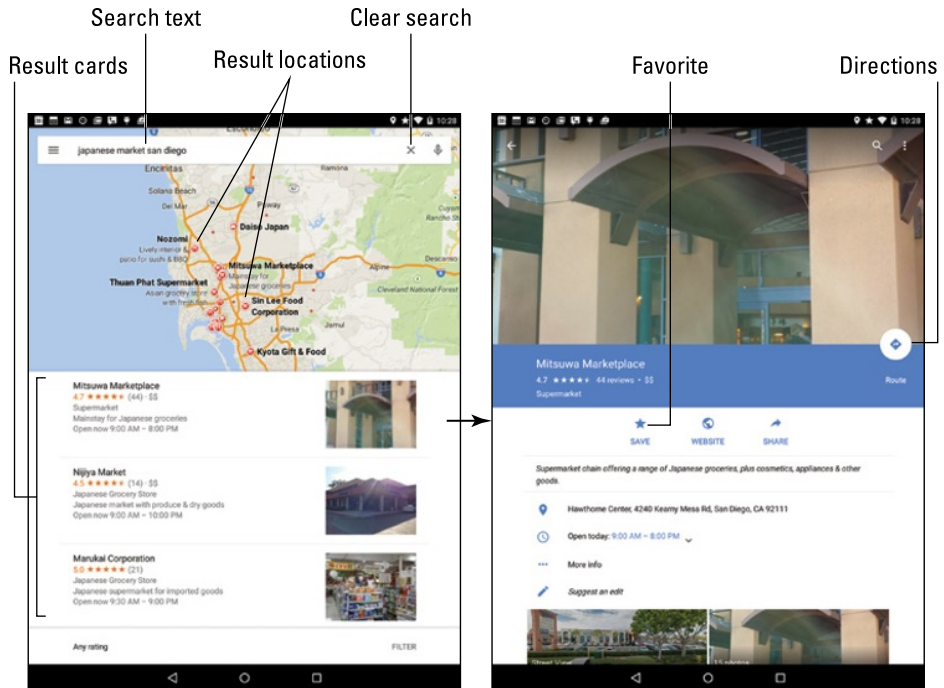 Search text
Clear search
Result cards
Result locations
Favorite
Directions
10:28
japanese market san diego
Encinitas
Ramona
Solana Beach
Del Mar
Poway
Daiso Japan
Nozomi
Lively interior &
patio for sushi & BBQ
Mitsuwa Marketplace
Mainstay for
Japanese groceries
Alpine
Descanso
Thuan Phat Supermarket
Asian grocery store
with fresh fish
Cleveland National Forest
Sin Lee Food
Corporation
La Presa
Jamul
Kyota Gift & Food
Mitsuwa Marketplace
4.7 (44) · $$
Supermarket
Mainstay for Japanese groceries
Open now 9:00 AM – 8:00 PM
Nijiya Market
4.5 (14) · $$
Japanese Grocery Store
Japanese market with produce & dry goods
Open now 9:00 AM – 10:00 PM
Marukai Corporation
5.0 (21)
Japanese Grocery Store
Japanese supermarket for imported goods
Open now 9:30 AM – 9:00 PM
Any rating
FILTER
10:28
Mitsuwa Marketplace
4.7 44 reviews • $$
Supermarket
Route
SAVE
WEBSITE
SHARE
Supermarket chain offering a range of Japanese groceries, plus cosmetics, appliances & other
goods.
Hawthorne Center, 4240 Kearny Mesa Rd, San Diego, CA 92111
Open today: 9:00 AM – 8:00 PM
More info
Suggest an edit
Street View
15 photos